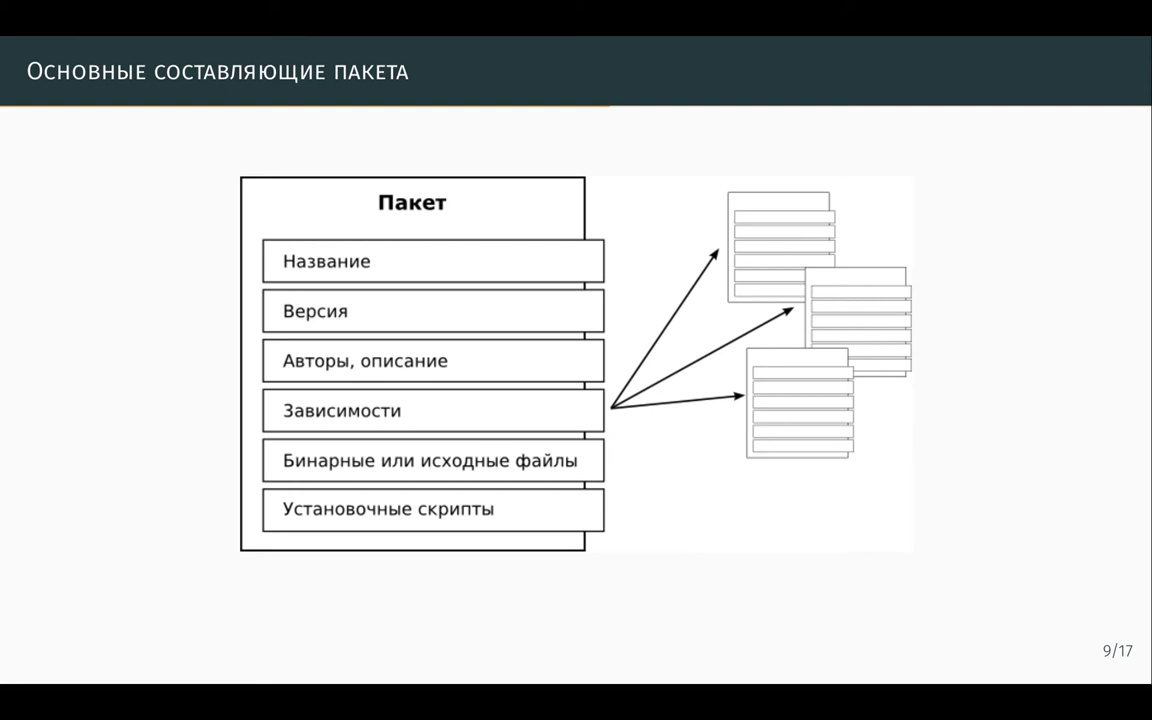 Основные составляющие пакета
Пакет
Название
Версия
Авторы, описание
Зависимости
Бинарные или исходные файлы
Установочные скрипты
9/17